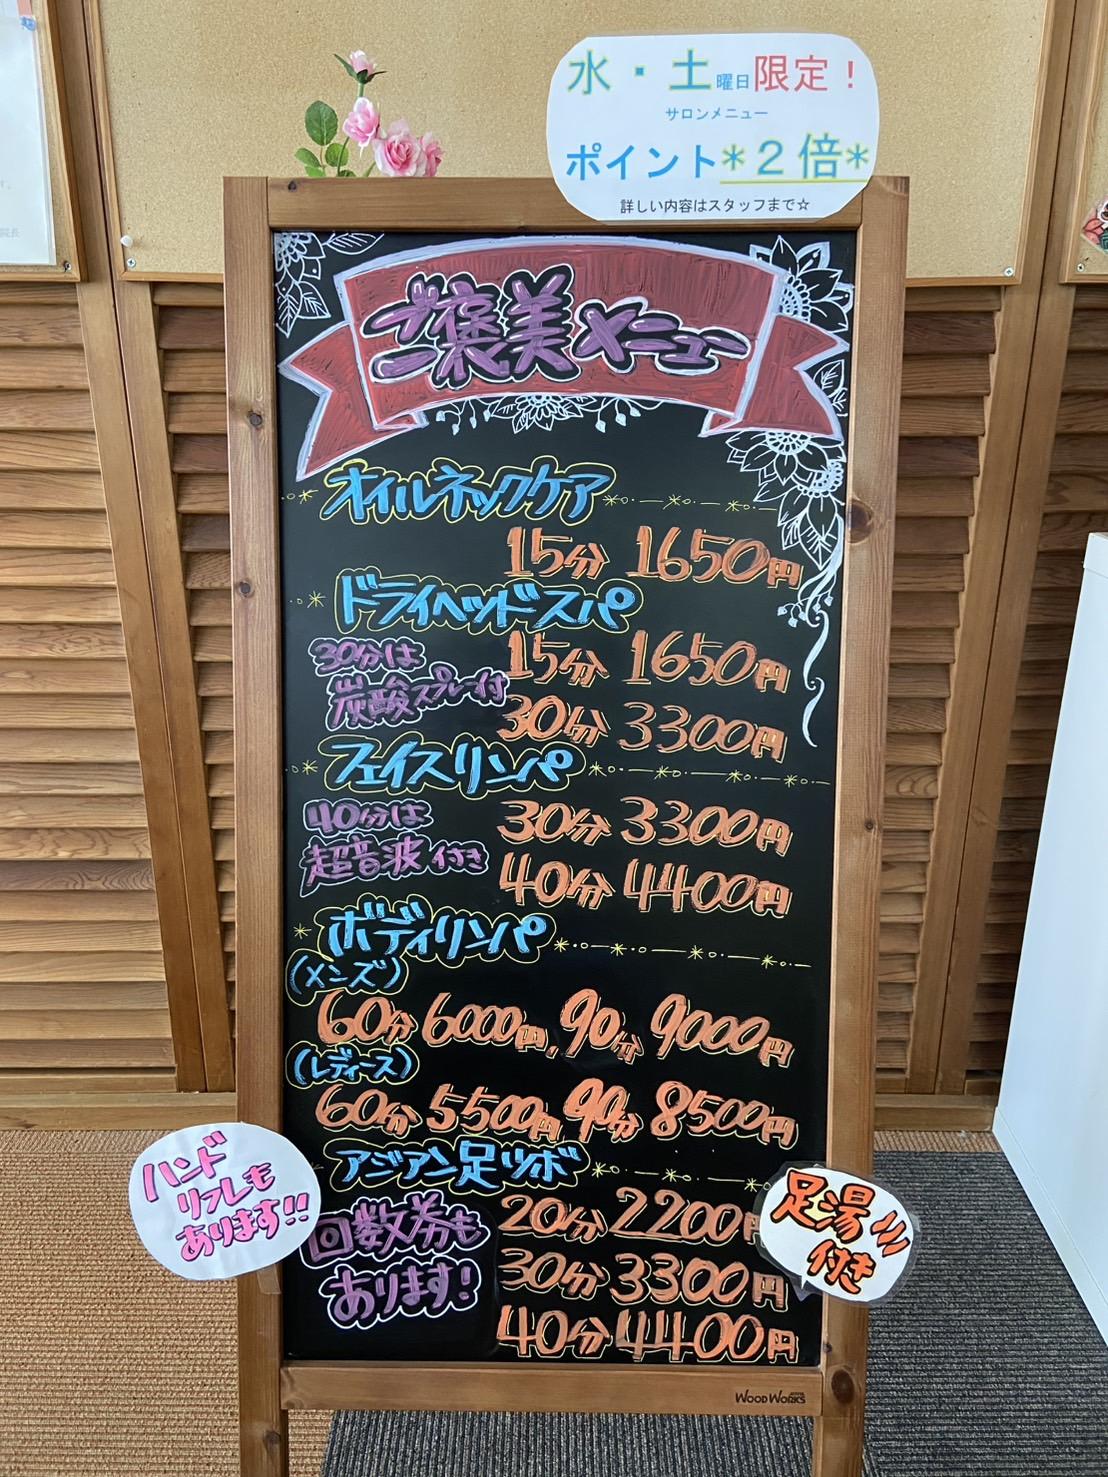 水・土曜日限定！
サロンメニュー
ポイント*２倍*
詳しい内容はスタッフまで☆
ご褒美メニュー
オイルネックケア
15分 1650円
ドライヘッドスパ
30分は
炭酸スプレー付
15分 1650円
30分 3300円
フェイスリンパ
40分は
超音波付き
30分 3300円
40分 4400円
ボディリンパ
(メンズ)
60分 6000円, 90分 9000円
(レディース)
60分 5500円 90分 8500円
アジアン足ツボ
ハンド
リフレも
あります!!
回数券も
あります!
20分 2200円
30分 3300円
40分 4400円
足湯
付き
WOOD WORKS
院長